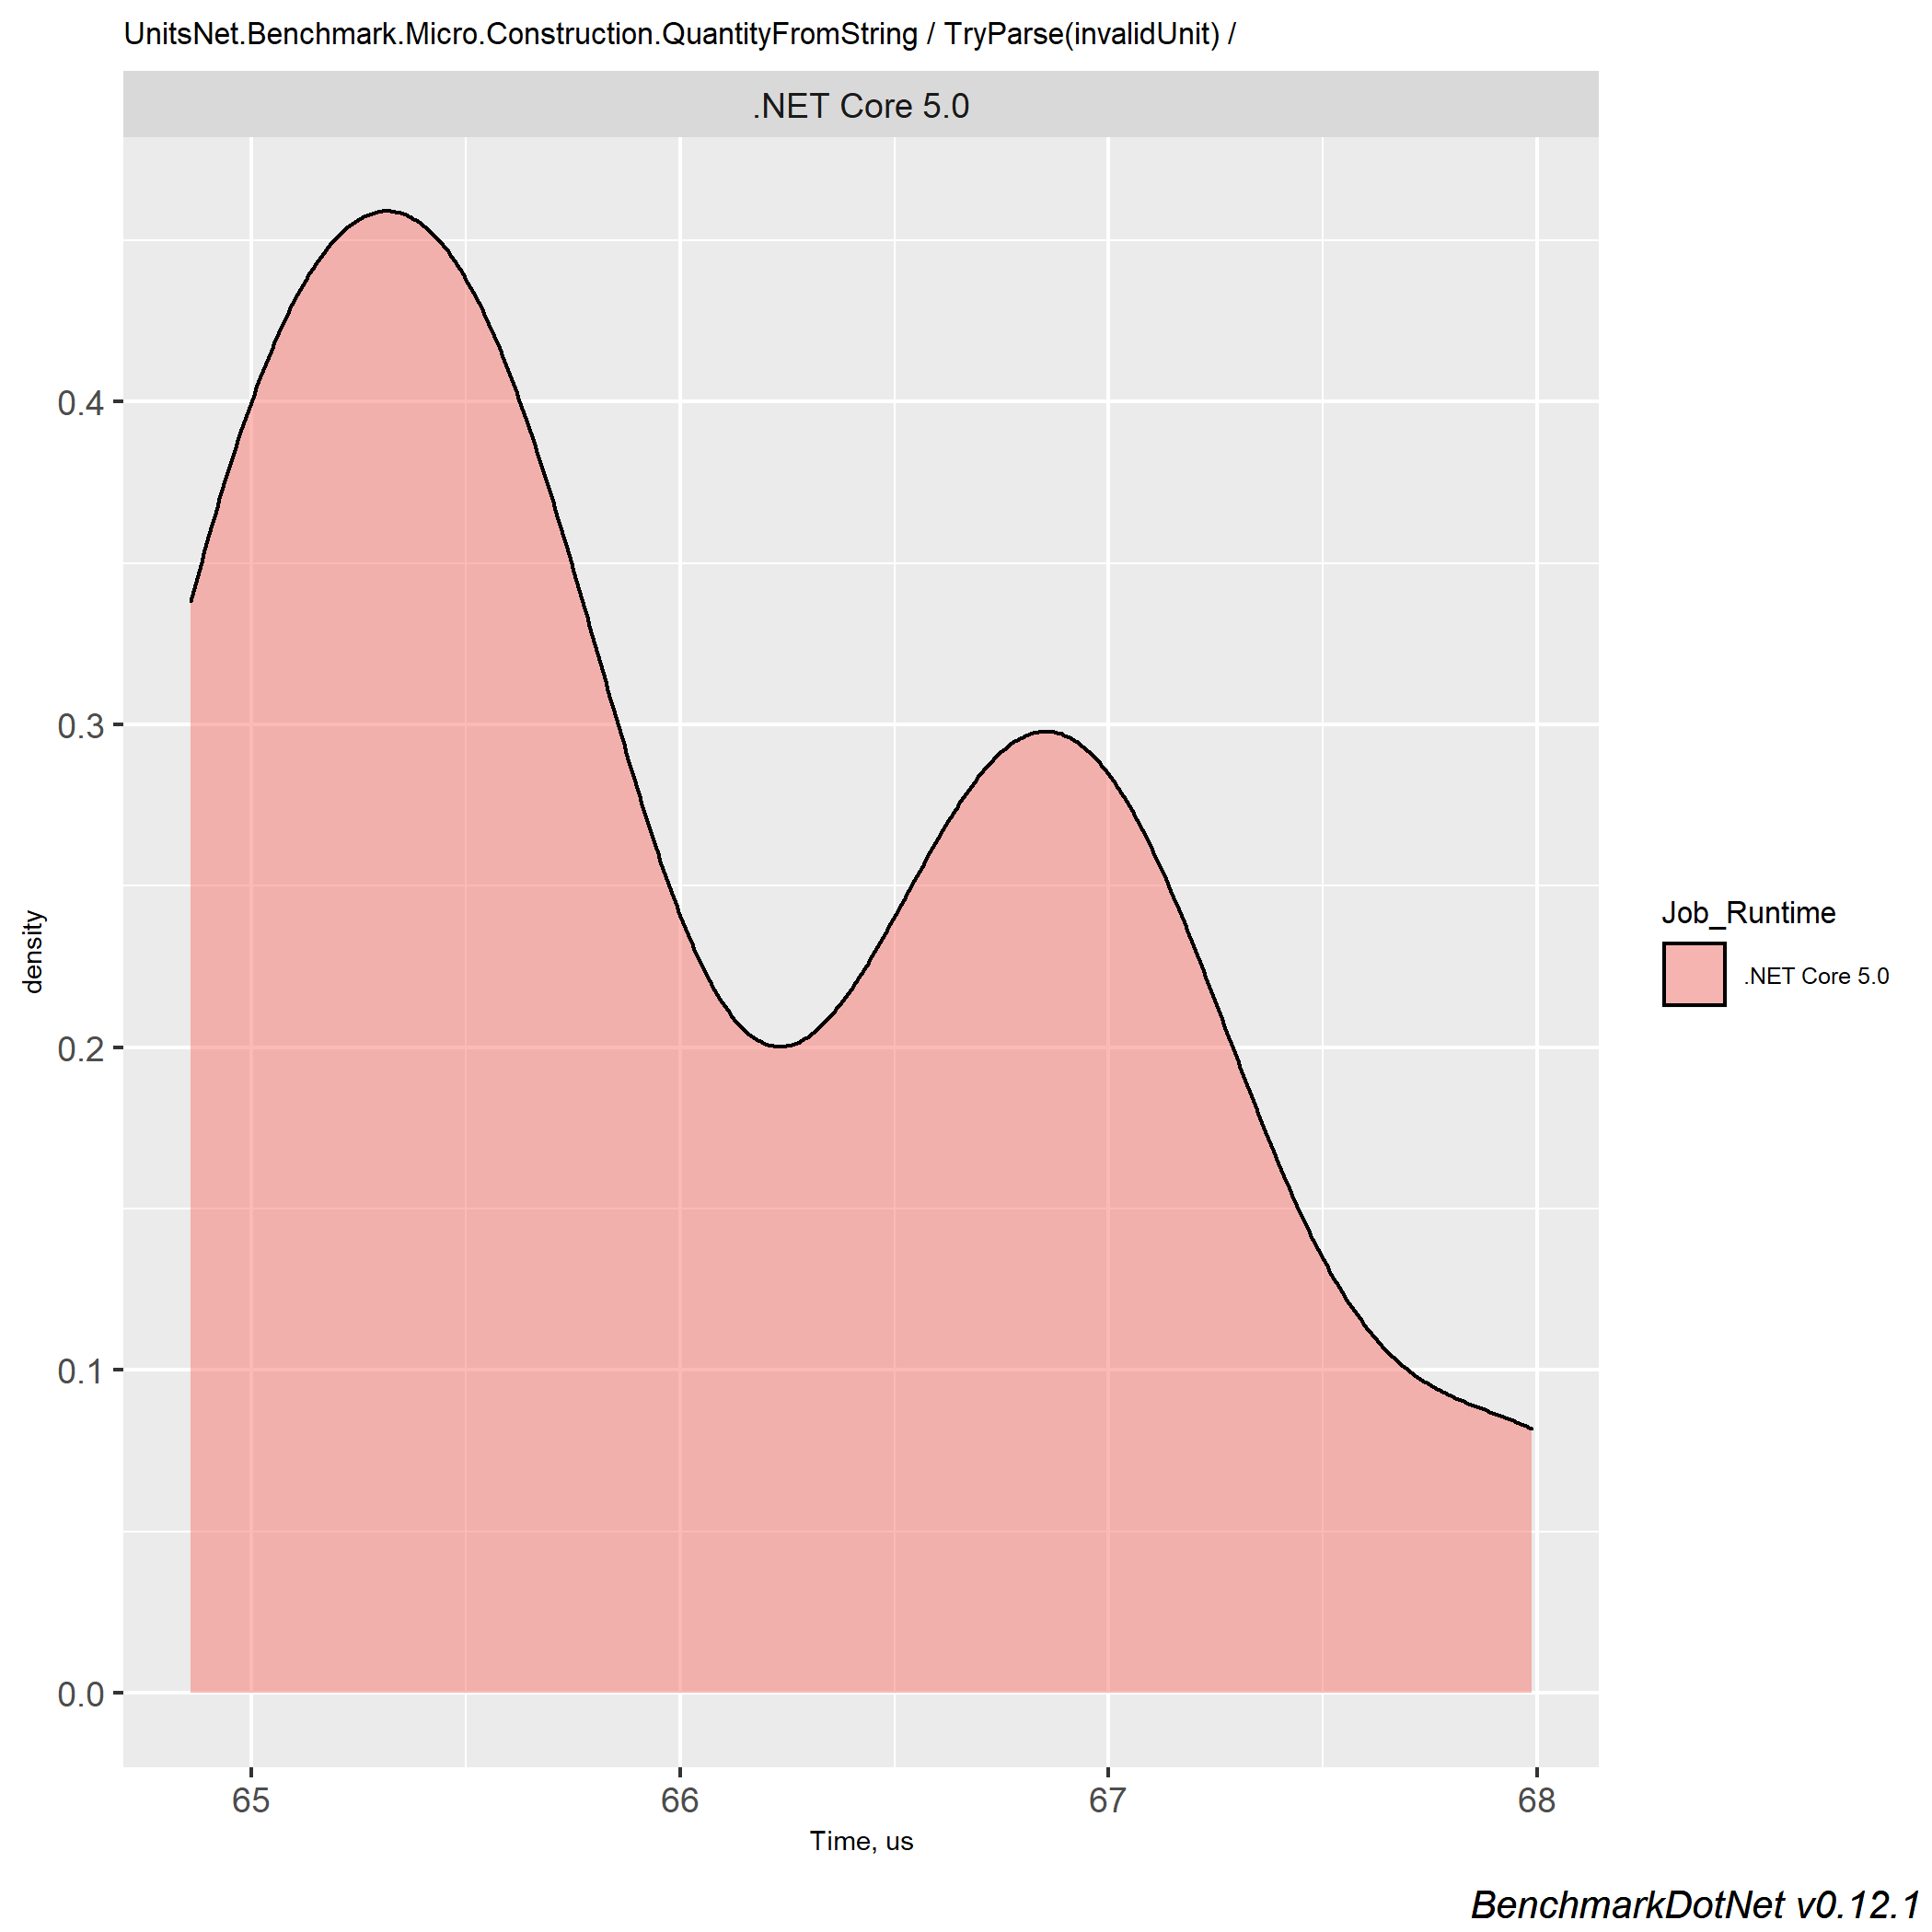 UnitsNet.Benchmark.Micro.Construction.QuantityFromString / TryParse(invalidUnit) /
.NET Core 5.0
0.4
0.3
0.2
0.1
0.0
density
65 66 67 68
Time, us
Job_Runtime
.NET Core 5.0
BenchmarkDotNet v0.12.1